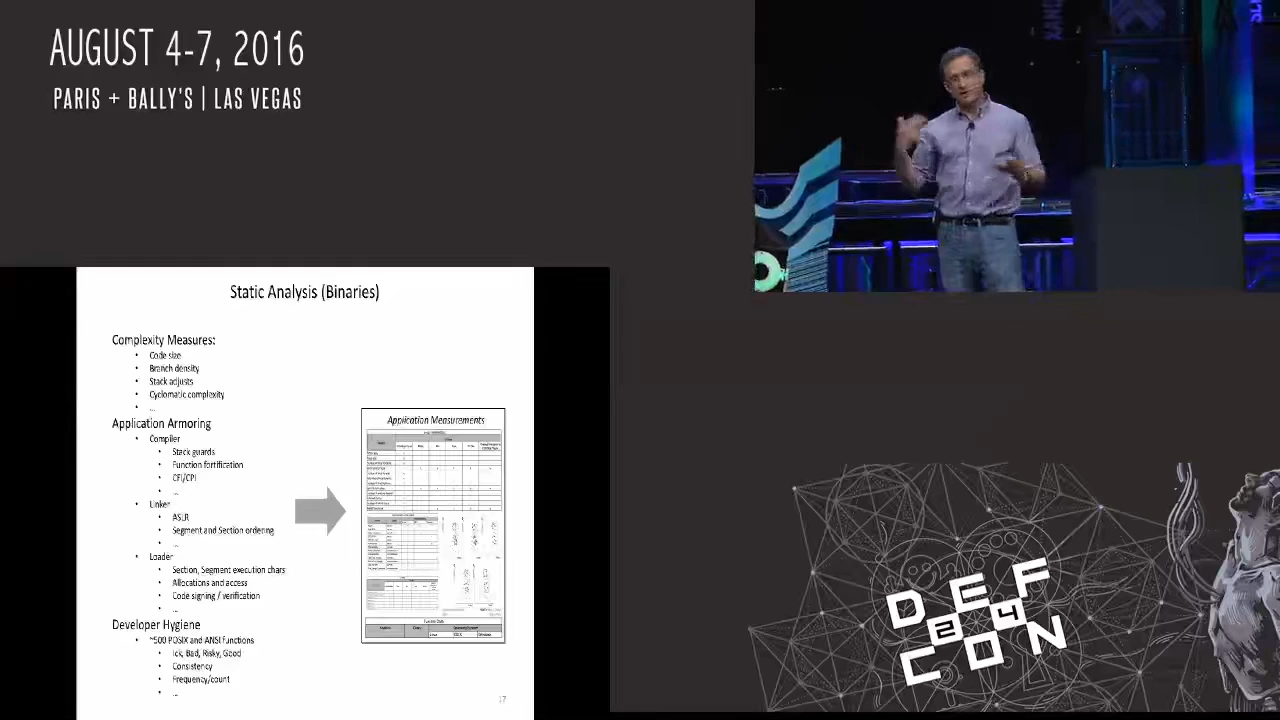 AUGUST 4-7, 2016
PARIS + BALLY'S | LAS VEGAS
Static Analysis (Binaries)
Complexity Measures:
• Code size
• Branch density
• Stack adjusts
• Cyclomatic complexity
• ...
Application Armoring
• Compiler
• Stack guards
• Function fortification
• CFI/CPI
• ...
• Linker
• ASLR
• Segment and Section ordering
• ...
• Loader
• Section, Segment execution chars
• Allocations and access
• Code signing / verification
• ...
Developer Hygiene
• ~500 POSIX and ANSI functions
• Ick, Bad, Risky, Good
• Consistency
• Frequency/count
• ...
Application Measurements
17
DEF
24
CON